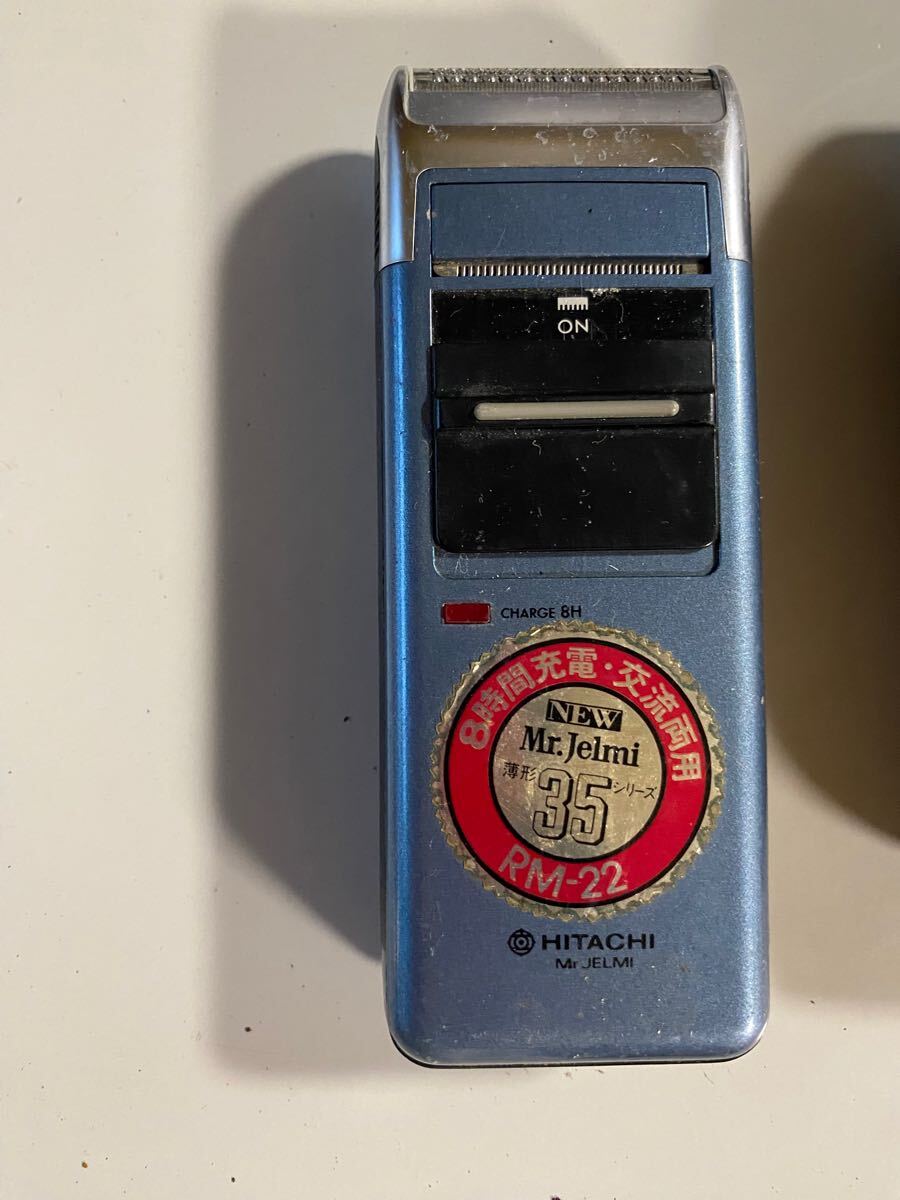 ON
CHARGE 8H
8時間充電・交流両用
NEW
Mr.Jelmi
薄形 35 シリーズ
RM-22
HITACHI
Mr JELMI